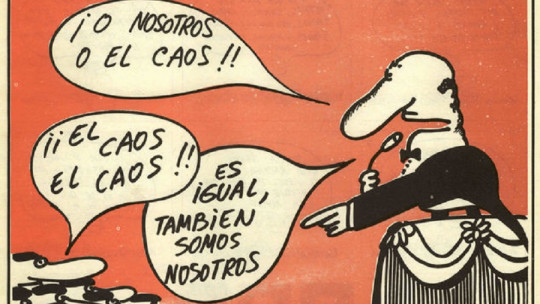 ¡O NOSOTROS
O EL CAOS!!
¡¡EL CAOS
EL CAOS!!
ES
IGUAL,
TAMBIEN
SOMOS
NOSOTROS